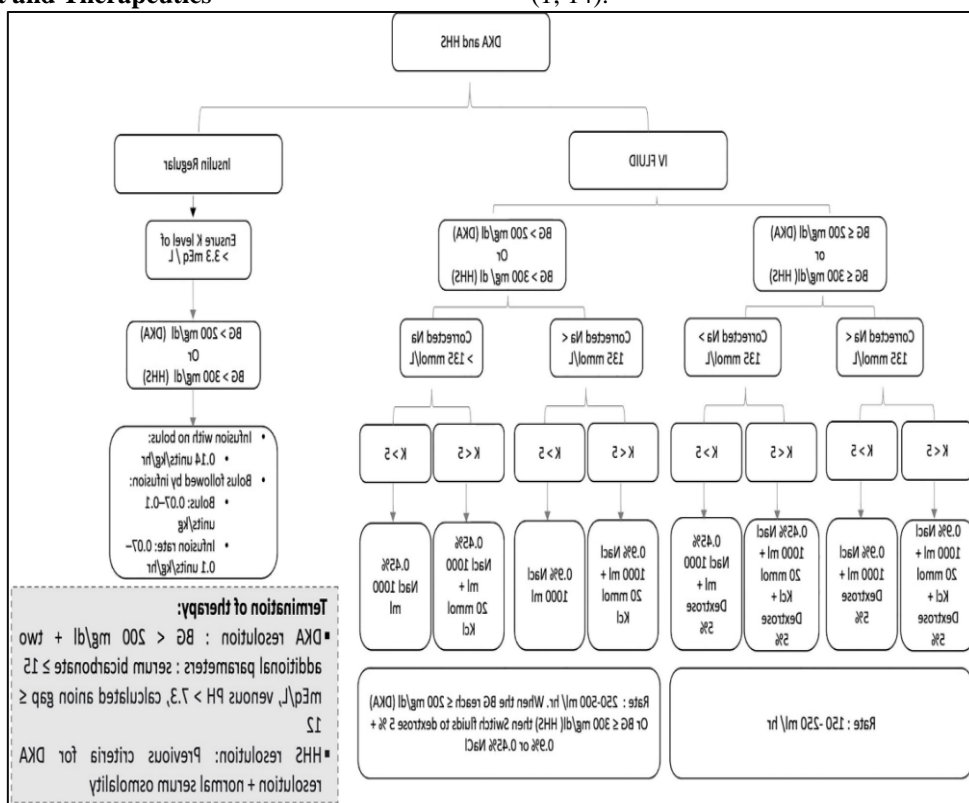 t and Therapeutics
(1, 14).
DKA and HHS
IV FLUID
Insulin Regular
BG ≤ 200 mg/dl (DKA)
or
BG ≤ 300 mg/dl( HHS)
BG > 200 mg/dl (DKA)
Or
BG > 300 mg/ dl (HHS)
Ensure K level of
> 3.3 mEq / L
Corrected Na <
135 mmol/L
Corrected Na >
135 mmol/L
Corrected Na <
135 mmol/L
Corrected Na
> 135 mmol/L
BG > 200 mg/dl (DKA)
Or
BG > 300 mg/dl (HHS)
K < 5
K > 5
K < 5
K > 5
K < 5
K > 5
K < 5
K > 5
0.9% Nacl
1000 ml +
20 mmol
Kcl +
Dextrose
5%
0.9% Nacl
1000 ml +
Dextrose
5%
0.45% Nacl
1000 ml +
20 mmol
Kcl +
Dextrose
5%
0.45%
Nacl 1000
ml +
Dextrose
5%
0.9% Nacl
1000 ml +
20 mmol
Kcl
0.9% Nacl
1000 ml
0.45%
Nacl 1000
ml +
20 mmol
Kcl
0.45%
Nacl 1000
ml
• Infusion with no bolus:
• 0.14 units/kg/hr
• Bolus followed by infusion:
• Bolus: 0.07–0.1
units/kg
• Infusion rate: 0.07–
0.1 units/kg/hr
Rate : 150 -250 ml/ hr
Rate : 250-500 ml/ hr. When the BG reach ≤ 200 mg/dl (DKA)
Or BG ≤ 300 mg/dl( HHS) then Switch fluids to dextrose 5 % +
0.9% or 0.45% NaCl
Termination of therapy:
▪ DKA resolution : BG < 200 mg/dl + two
additional parameters : serum bicarbonate ≥ 15
mEq/L, venous PH > 7.3, calculated anion gap ≤
12
▪ HHS resolution: Previous criteria for DKA
resolution + normal serum osmolality